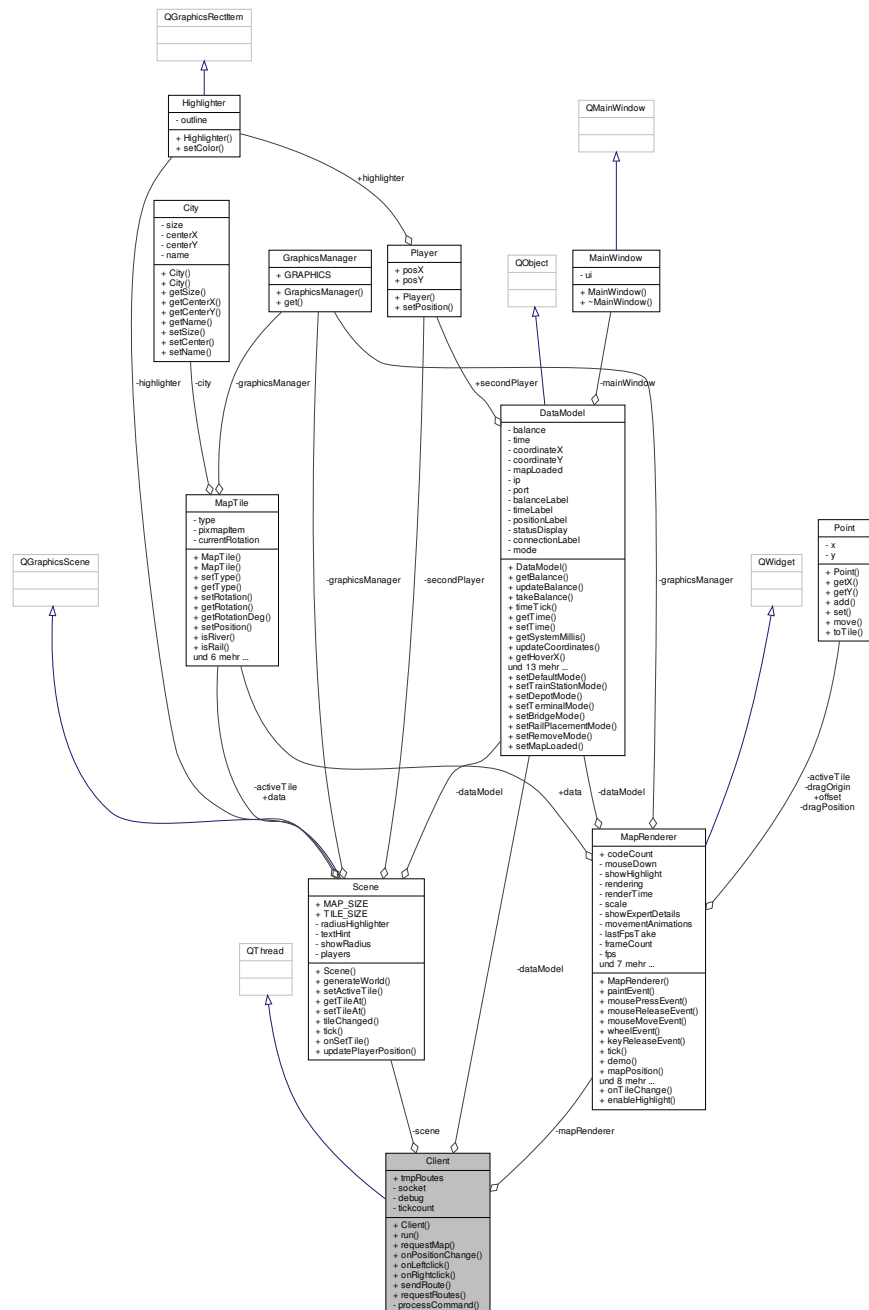 QGraphicsRectItem
Highlighter
- outline
+ Highlighter()
+ setColor()
QMainWindow
+highlighter
City
- size
- centerX
- centerY
- name
+ City()
+ City()
+ getSize()
+ getCenterX()
+ getCenterY()
+ getName()
+ setSize()
+ setCenter()
+ setName()
GraphicsManager
+ GRAPHICS
+ GraphicsManager()
+ get()
Player
+ posX
+ posY
+ Player()
+ setPosition()
QObject
MainWindow
- ui
+ MainWindow()
+ ~MainWindow()
-highlighter
-city
-graphicsManager
+secondPlayer
-mainWindow
DataModel
- balance
- time
- coordinateX
- coordinateY
- mapLoaded
- ip
- port
- balanceLabel
- timeLabel
- positionLabel
- statusDisplay
- connectionLabel
- mode
+ DataModel()
+ getBalance()
+ updateBalance()
+ takeBalance()
+ timeTick()
+ getTime()
+ setTime()
+ getSystemMillis()
+ updateCoordinates()
+ getHoverX()
und 13 mehr ...
+ setDefaultMode()
+ setTrainStationMode()
+ setDepotMode()
+ setTerminalMode()
+ setBridgeMode()
+ setRailPlacementMode()
+ setRemoveMode()
+ setMapLoaded()
MapTile
- type
- pixmapItem
- currentRotation
+ MapTile()
+ MapTile()
+ setType()
+ getType()
+ setRotation()
+ getRotation()
+ getRotationDeg()
+ setPosition()
+ isRiver()
+ isRail()
und 6 mehr ...
Point
- x
- y
+ Point()
+ getX()
+ getY()
+ add()
+ set()
+ move()
+ toTile()
QGraphicsScene
QWidget
-graphicsManager
-secondPlayer
-graphicsManager
-activeTile
+data
-dataModel
+data
-dataModel
-activeTile
-dragOrigin
+offset
-dragPosition
MapRenderer
+ codeCount
- mouseDown
- showHighlight
- rendering
- renderTime
- scale
- showExpertDetails
- movementAnimations
- lastFpsTake
- frameCount
- fps
und 7 mehr ...
+ MapRenderer()
+ paintEvent()
+ mousePressEvent()
+ mouseReleaseEvent()
+ mouseMoveEvent()
+ wheelEvent()
+ keyReleaseEvent()
+ tick()
+ demo()
+ mapPosition()
und 8 mehr ...
+ onTileChange()
+ enableHighlight()
Scene
+ MAP_SIZE
+ TILE_SIZE
- radiusHighlighter
- textHint
- showRadius
- players
+ Scene()
+ generateWorld()
+ setActiveTile()
+ getTileAt()
+ setTileAt()
+ tileChanged()
+ tick()
+ onSetTile()
+ updatePlayerPosition()
QThread
-dataModel
-scene
-mapRenderer
Client
+ tmpRoutes
- socket
- debug
- tickcount
+ Client()
+ run()
+ requestMap()
+ onPositionChange()
+ onLeftclick()
+ onRightclick()
+ sendRoute()
+ requestRoutes()
- processCommand()